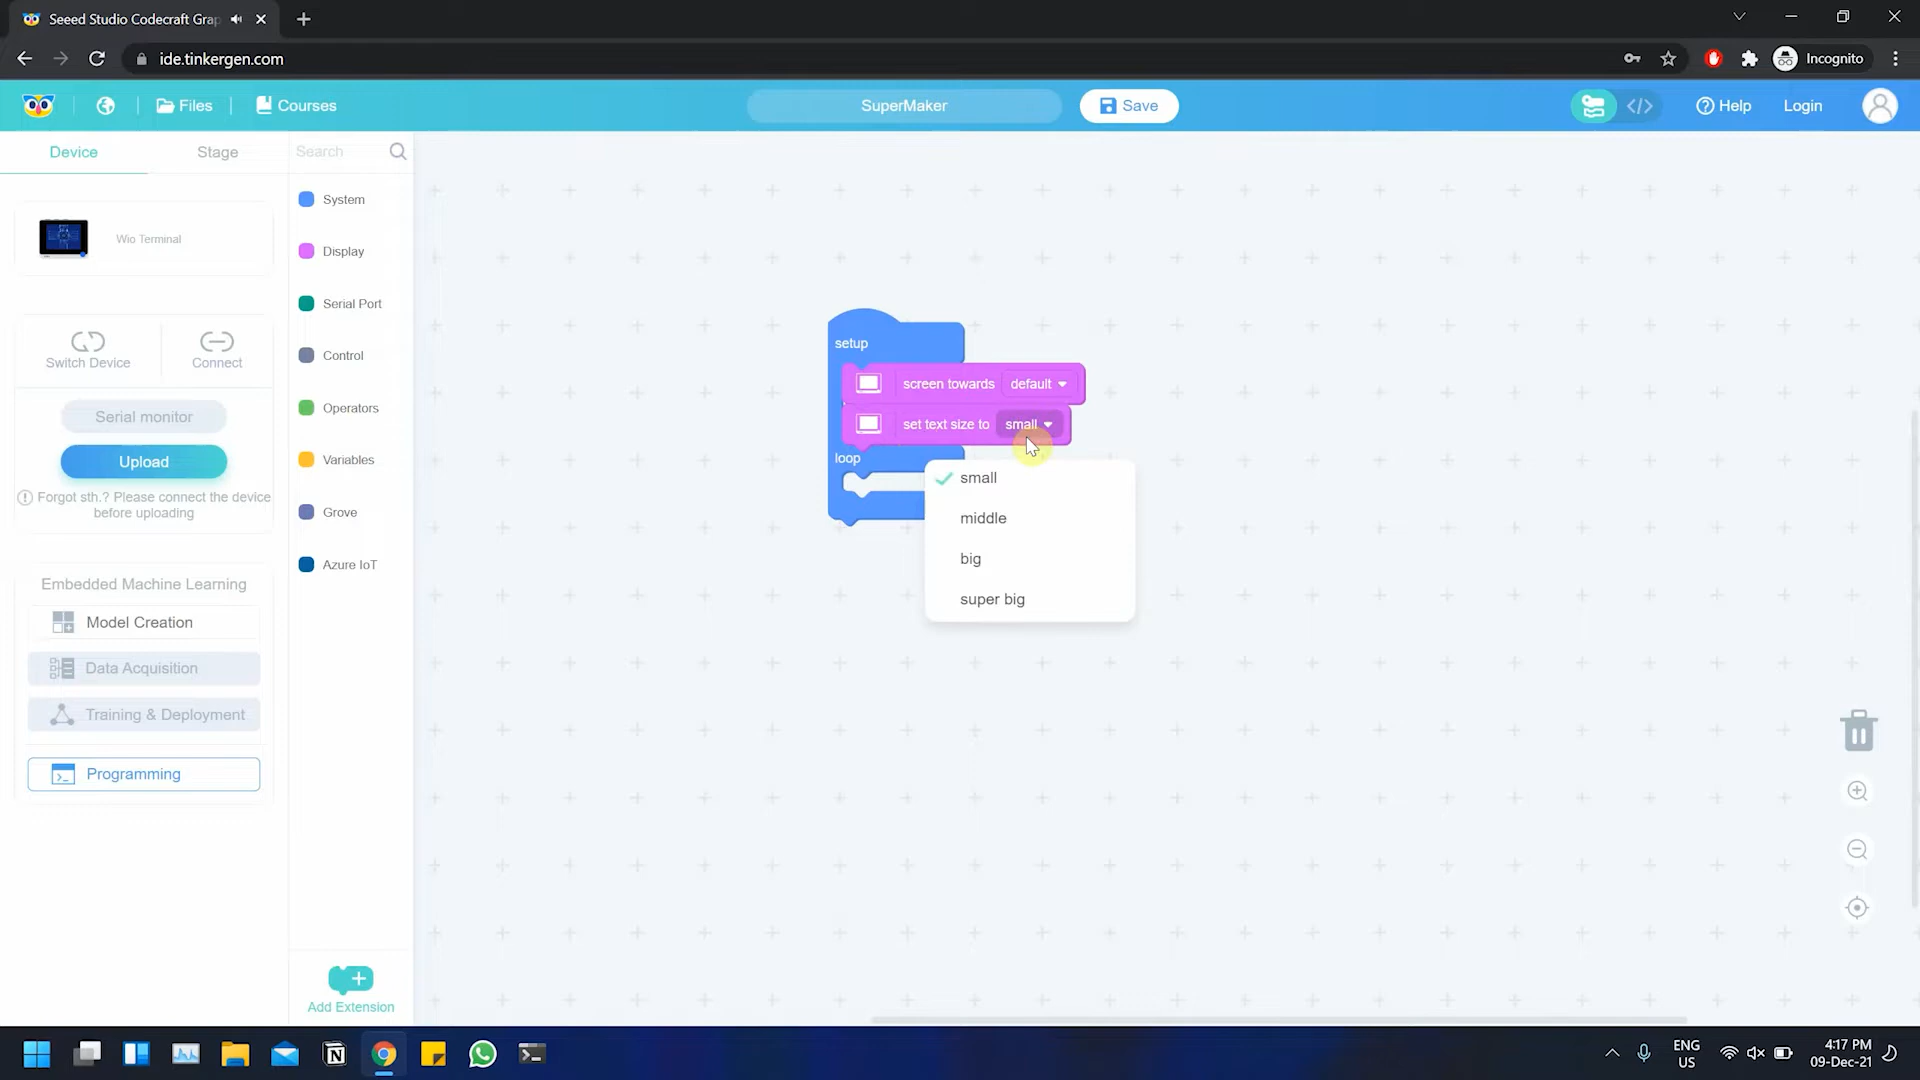 Seeed Studio Codecraft Grap
ide.tinkergen.com
Incognito
Files
Courses
SuperMaker
Save
Help
Login
Device
Stage
Search
Wio Terminal
Switch Device
Connect
Serial monitor
Upload
Forgot sth.? Please connect the device
before uploading
Embedded Machine Learning
Model Creation
Data Acquisition
Training & Deployment
Programming
System
Display
Serial Port
Control
Operators
Variables
Grove
Azure IoT
Add Extension
setup
screen towards default
set text size to small
loop
small
middle
big
super big
ENG
US
4:17 PM
09-Dec-21